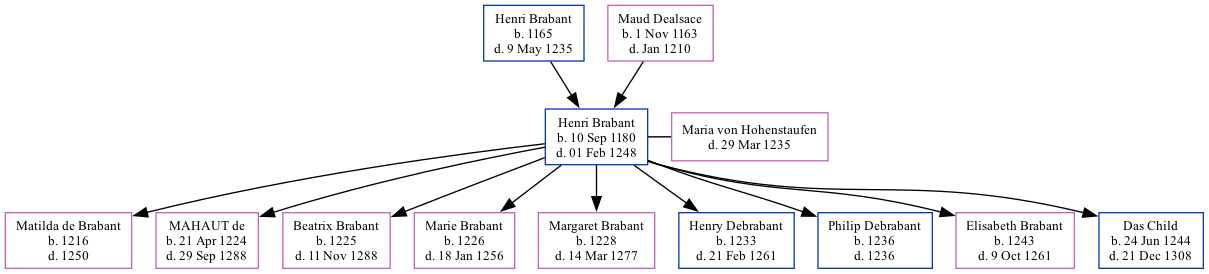 Henri Brabant
b. 1165
d. 9 May 1235
Maud Dealsace
b. 1 Nov 1163
d. Jan 1210
Henri Brabant
b. 10 Sep 1180
d. 01 Feb 1248
Maria von Hohenstaufen
d. 29 Mar 1235
Matilda de Brabant
b. 1216
d. 1250
MAHAUT de
b. 21 Apr 1224
d. 29 Sep 1288
Beatrix Brabant
b. 1225
d. 11 Nov 1288
Marie Brabant
b. 1226
d. 18 Jan 1256
Margaret Brabant
b. 1228
d. 14 Mar 1277
Henry Debrabant
b. 1233
d. 21 Feb 1261
Philip Debrabant
b. 1236
d. 1236
Elisabeth Brabant
b. 1243
d. 9 Oct 1261
Das Child
b. 24 Jun 1244
d. 21 Dec 1308